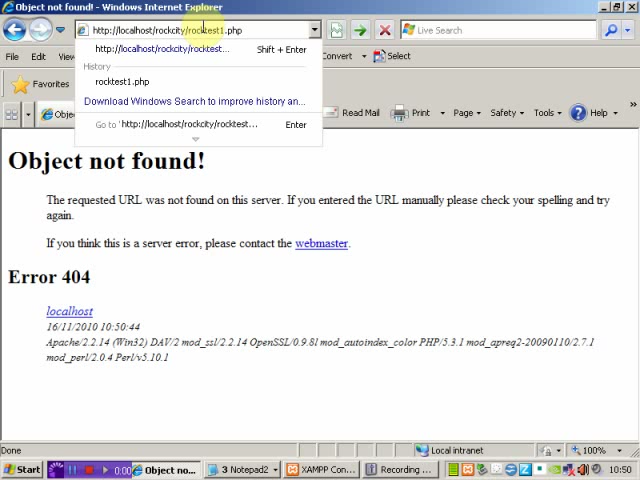 Object not found! - Windows Internet Explorer
http://localhost/rockcity/rocktest1.php
Live Search
File Edit
Convert Select
http://localhost/rockcity/rocktest... Shift + Enter
History
rocktest1.php
Download Windows Search to improve history an...
Go to 'http://localhost/rockcity/rocktest... Enter
Favorites
Objec
Read Mail Print Page Safety Tools Help
Object not found!
The requested URL was not found on this server. If you entered the URL manually please check your spelling and try
again.
If you think this is a server error, please contact the webmaster.
Error 404
localhost
16/11/2010 10:50:44
Apache/2.2.14 (Win32) DAV/2 mod_ssl/2.2.14 OpenSSL/0.9.8l mod_autoindex_color PHP/5.3.1 mod_apreq2-20090110/2.7.1
mod_perl/2.0.4 Perl/v5.10.1
Done Local intranet 100%
Start 0:00 Object no... 3 Notepad2 XAMPP Con... Recording ... 10:50